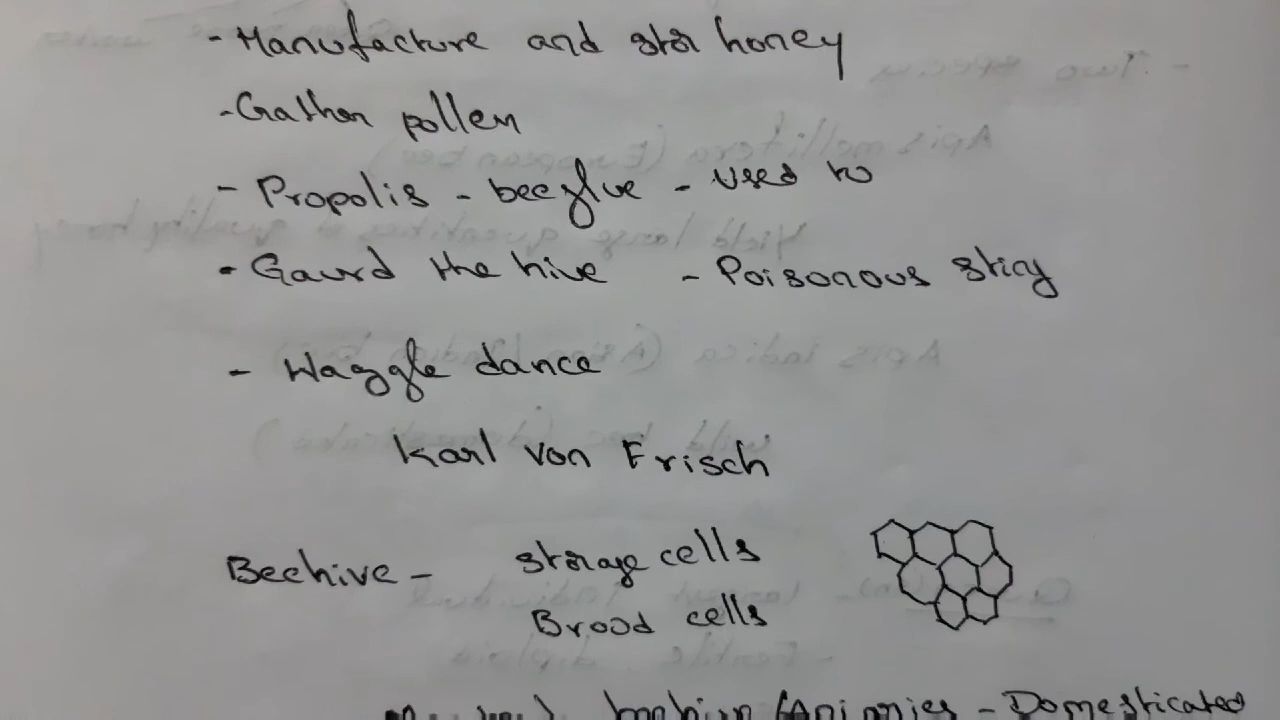 - Manufacture and stor honey
- Gather pollen
- Propolis - beeglue - used to
- Gaurd the hive - Poisonous sting
- Waggle dance
Karl von Frisch
Beehive - storage cells
Brood cells
- Domesticated